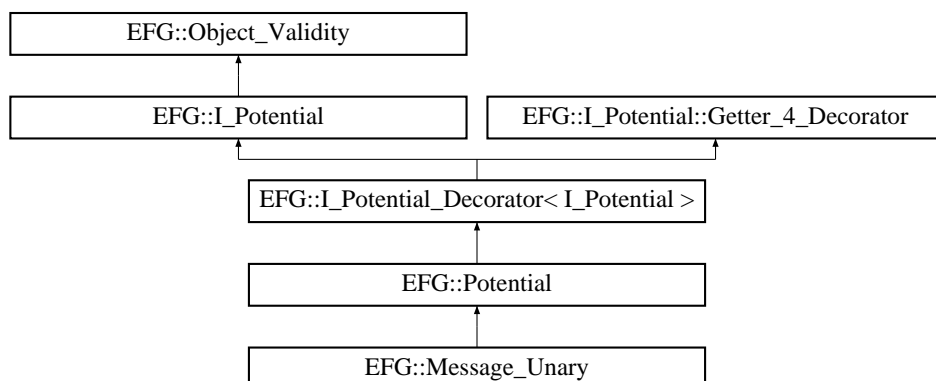 EFG::Object_Validity
EFG::I_Potential
EFG::I_Potential::Getter_4_Decorator
EFG::I_Potential_Decorator< I_Potential >
EFG::Potential
EFG::Message_Unary